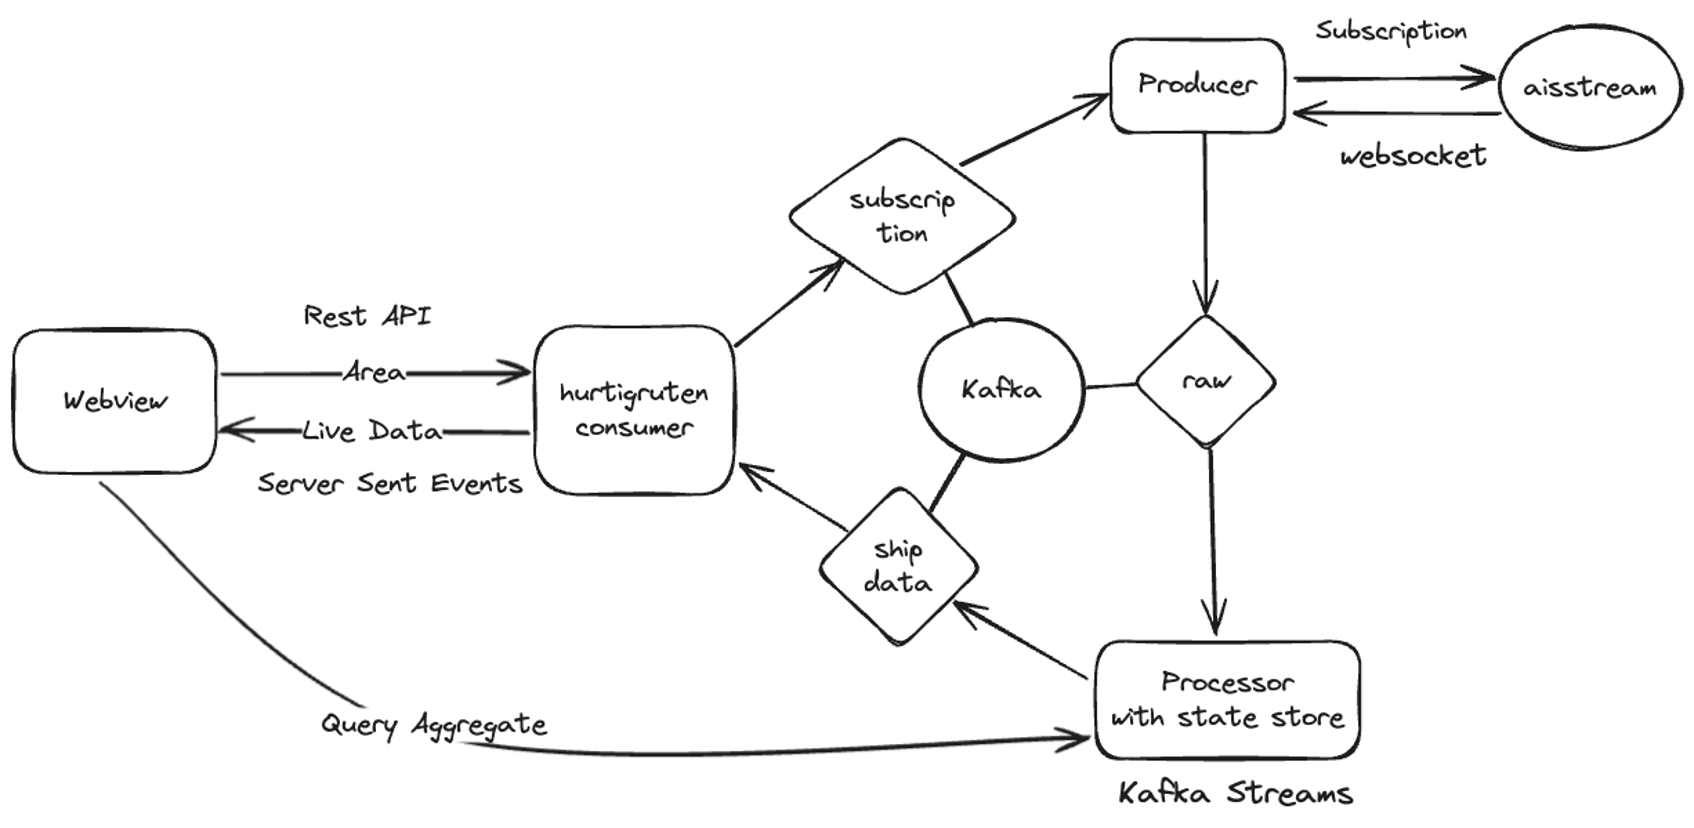 Subscription
Producer
aisstream
websocket
subscrip
tion
Rest API
Area
Webview
hurtigruten
consumer
Live Data
Server Sent Events
Kafka
raw
ship
data
Processor
with state store
Query Aggregate
Kafka Streams